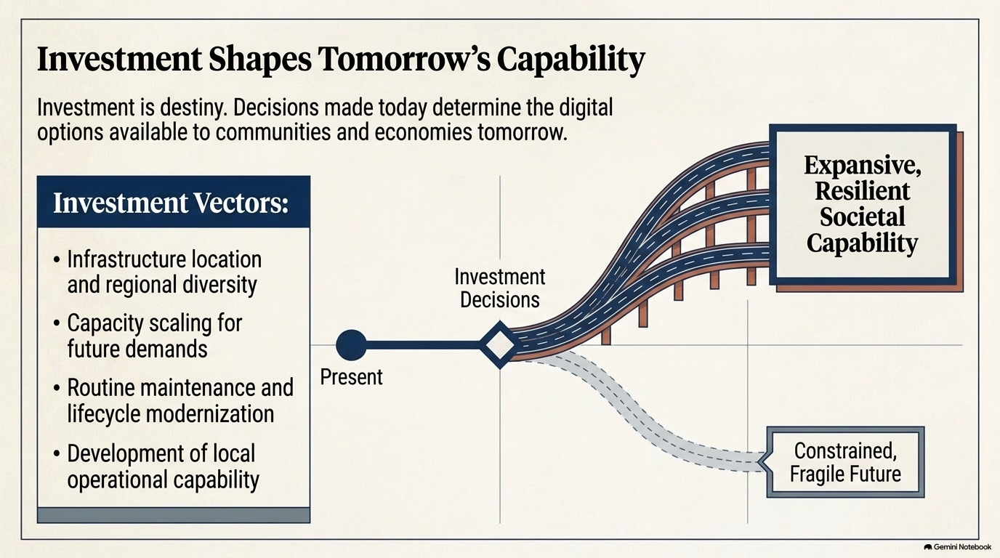 Investment Shapes Tomorrow’s Capability
Investment is destiny. Decisions made today determine the digital
options available to communities and economies tomorrow.
Investment Vectors:
• Infrastructure location
and regional diversity
• Capacity scaling for
future demands
• Routine maintenance and
lifecycle modernization
• Development of local
operational capability
Present
Investment
Decisions
Expansive,
Resilient
Societal
Capability
Constrained,
Fragile Future
Gemini Notebook